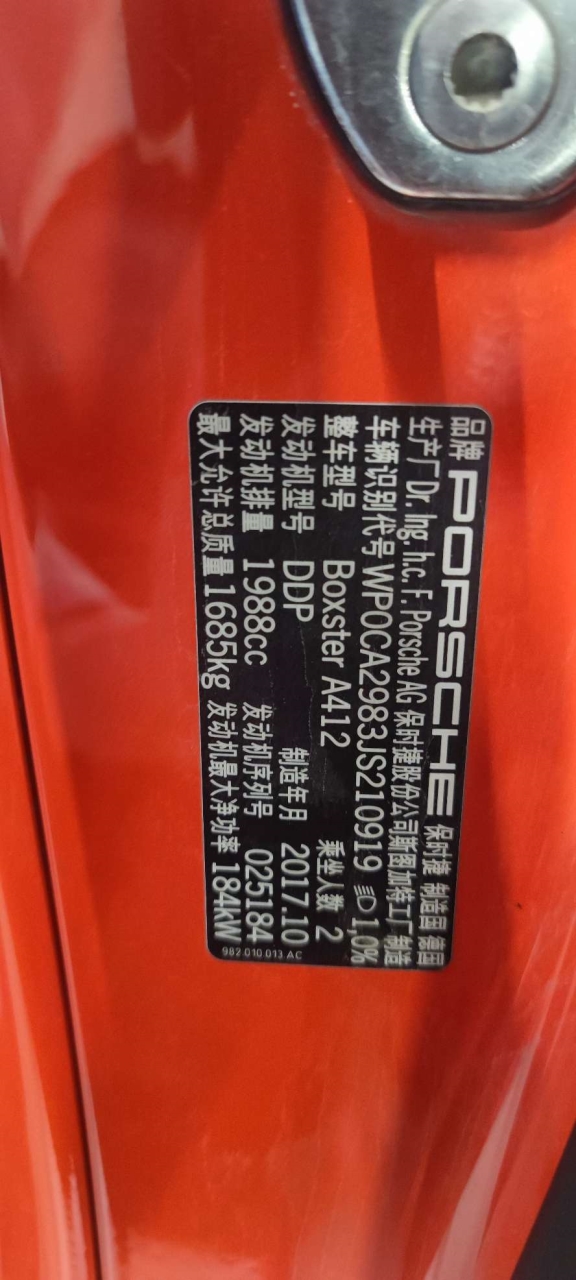 品牌 PORSCHE 保时捷 制造国 德国
生产厂Dr. Ing. h.c. F. Porsche AG 保时捷股份公司斯图加特工厂制造
车辆识别代号 WP0CA2983JS210919 1,0%
整车型号 Boxster A412 乘坐人数 2
发动机型号 DDP 制造年月 2017.10
发动机排量 1988cc 发动机序列号 025184
最大允许总质量 1685kg 发动机最大净功率 184kW
982 010 013 AC